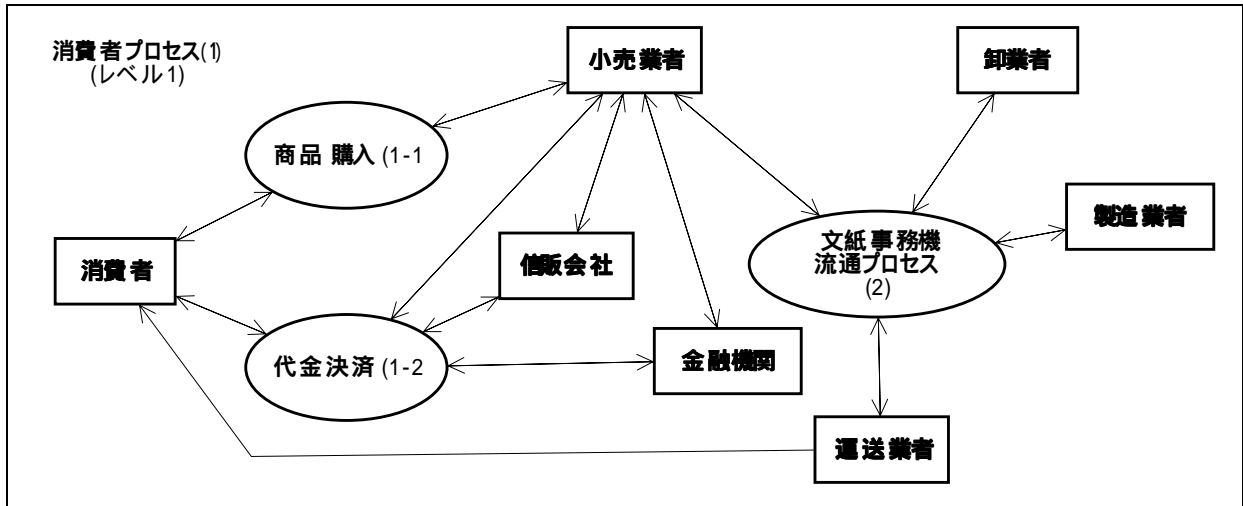 消費者プロセス(1)
(レベル1)
小売業者
卸業者
商品購入(1-1
製造業者
文紙事務機
流通プロセス
(2)
消費者
信販会社
代金決済(1-2
金融機関
運送業者